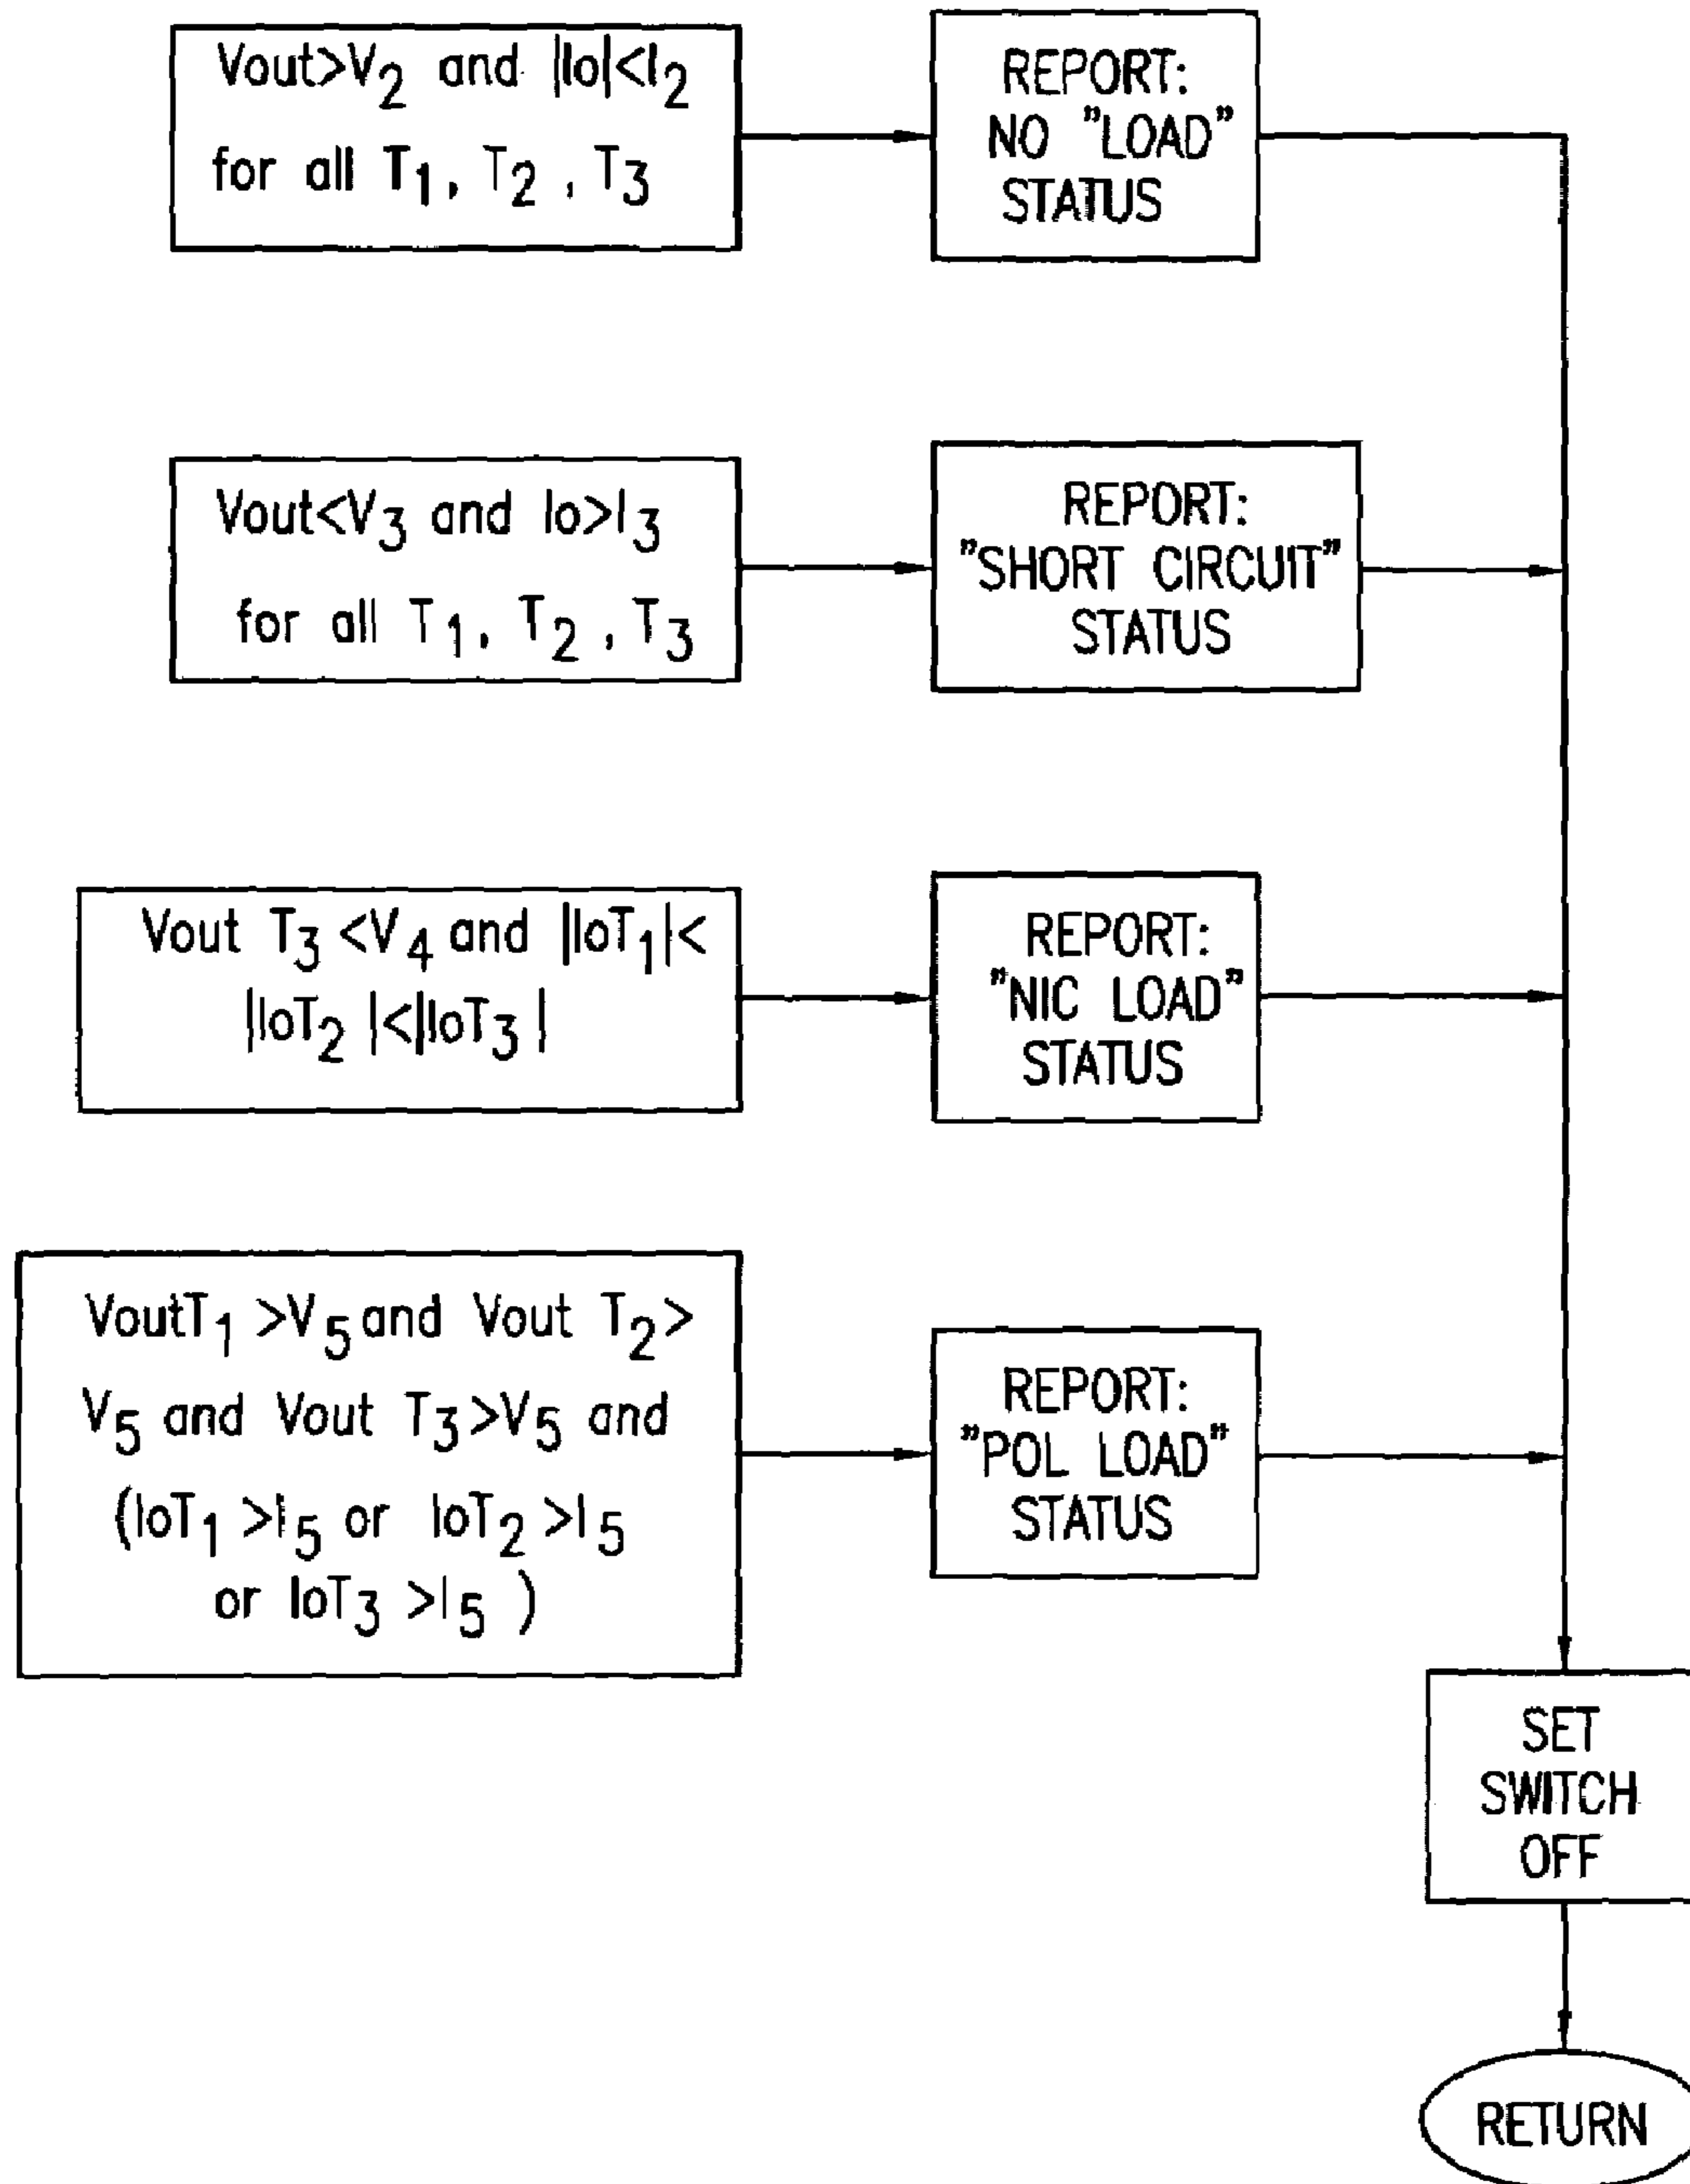 Vout>V2 and |Io|<I2
for all T1, T2, T3
REPORT:
NO "LOAD"
STATUS
Vout<V3 and Io>I3
for all T1, T2, T3
REPORT:
"SHORT CIRCUIT"
STATUS
Vout T3 <V4 and |IoT1|<
|IoT2 |<|IoT3 |
REPORT:
"NIC LOAD"
STATUS
VoutT1 >V5 and Vout T2>
V5 and Vout T3>V5 and
(IoT1 >I5 or IoT2 >I5
or IoT3 >I5 )
REPORT:
"POL LOAD"
STATUS
SET
SWITCH
OFF
RETURN